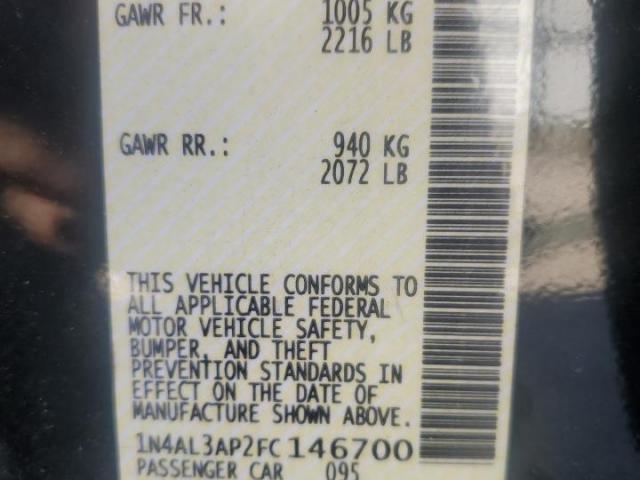 GAWR FR.: 1005 KG
2216 LB
GAWR RR.: 940 KG
2072 LB
THIS VEHICLE CONFORMS TO
ALL APPLICABLE FEDERAL
MOTOR VEHICLE SAFETY,
BUMPER, AND THEFT
PREVENTION STANDARDS IN
EFFECT ON THE DATE OF
MANUFACTURE SHOWN ABOVE.
1N4AL3AP2FC146700
PASSENGER CAR 095